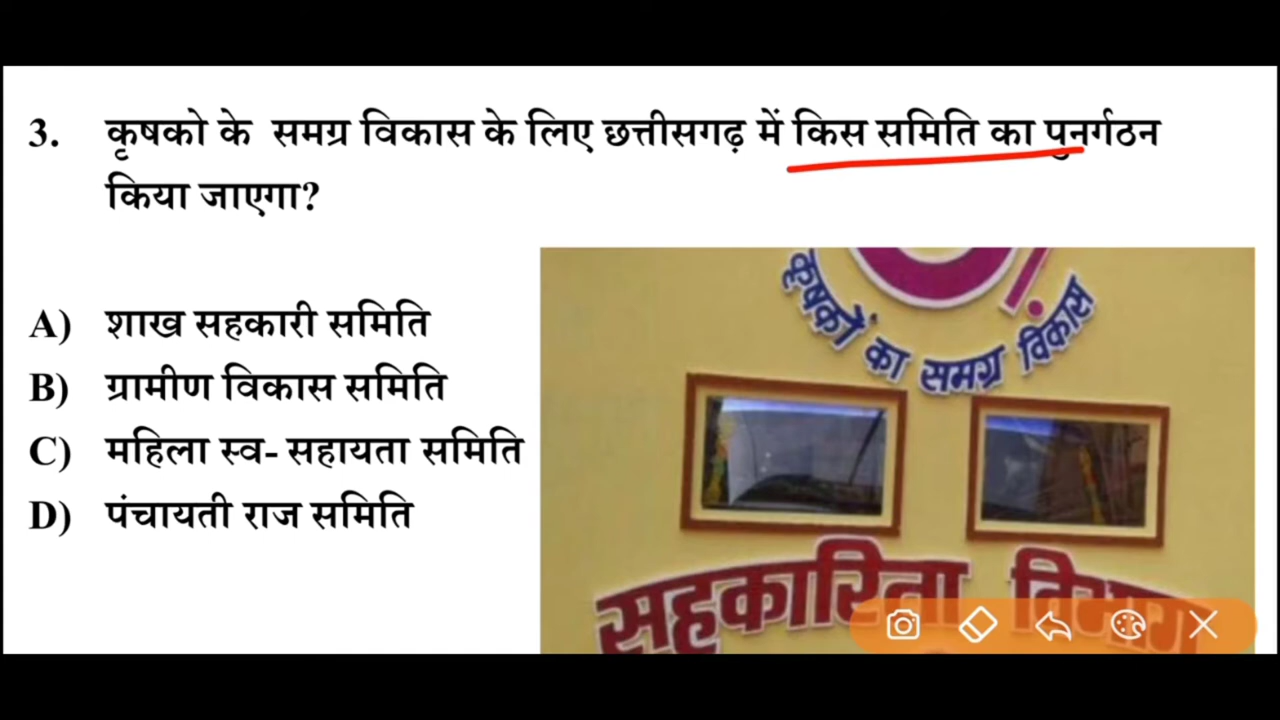 3. कृषको के समग्र विकास के लिए छत्तीसगढ़ में किस समिति का पुनर्गठन
किया जाएगा?
A) शाख सहकारी समिति
B) ग्रामीण विकास समिति
C) महिला स्व- सहायता समिति
D) पंचायती राज समिति
कृषकों का समग्र विकास
सहकारिता विभाग